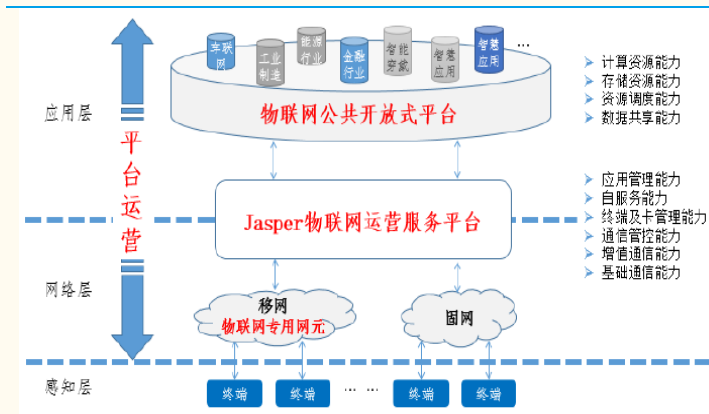 车联网
工业制造
能源行业
金融行业
智能穿戴
智慧应用
智慧应用
...
物联网公共开放式平台
计算资源能力
存储资源能力
资源调度能力
数据共享能力
应用层
平台运营
Jasper物联网运营服务平台
应用管理能力
自服务能力
终端及卡管理能力
通信管控能力
增值通信能力
基础通信能力
网络层
移网
物联网专用网元
固网
感知层
终端
终端
... ...
终端
终端